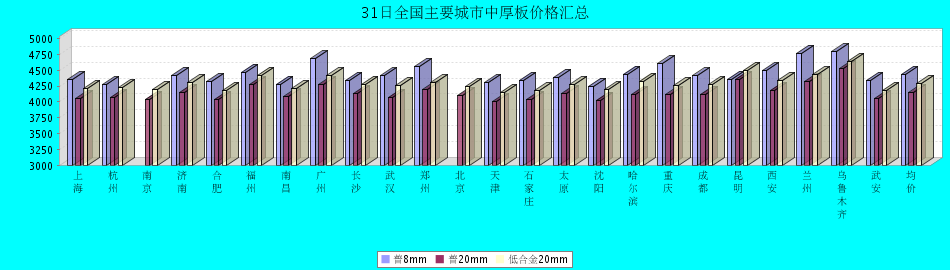 31日全国主要城市中厚板价格汇总
5000
4750
4500
4250
4000
3750
3500
3250
3000
上海
杭州
南京
济南
合肥
福州
南昌
广州
长沙
武汉
郑州
北京
天津
石家庄
太原
沈阳
哈尔滨
重庆
成都
昆明
西安
兰州
乌鲁木齐
武安
均价
普8mm 普20mm 低合金20mm